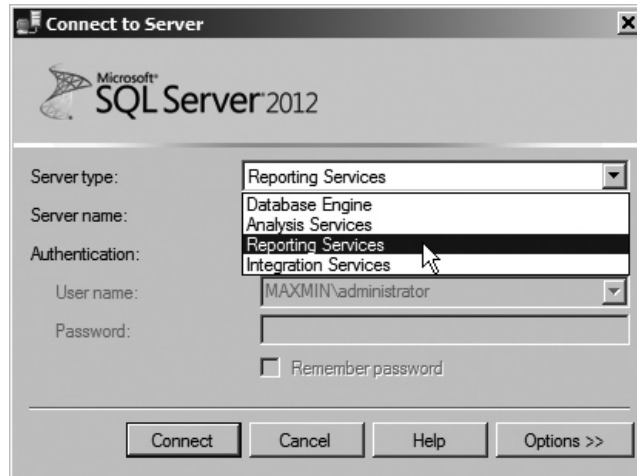 Connect to Server
Microsoft®
SQL Server® 2012
Server type: Reporting Services
Database Engine
Server name:
Analysis Services
Reporting Services
Authentication:
Integration Services
User name: MAXMIN\administrator
Password:
Remember password
Connect Cancel Help Options >>